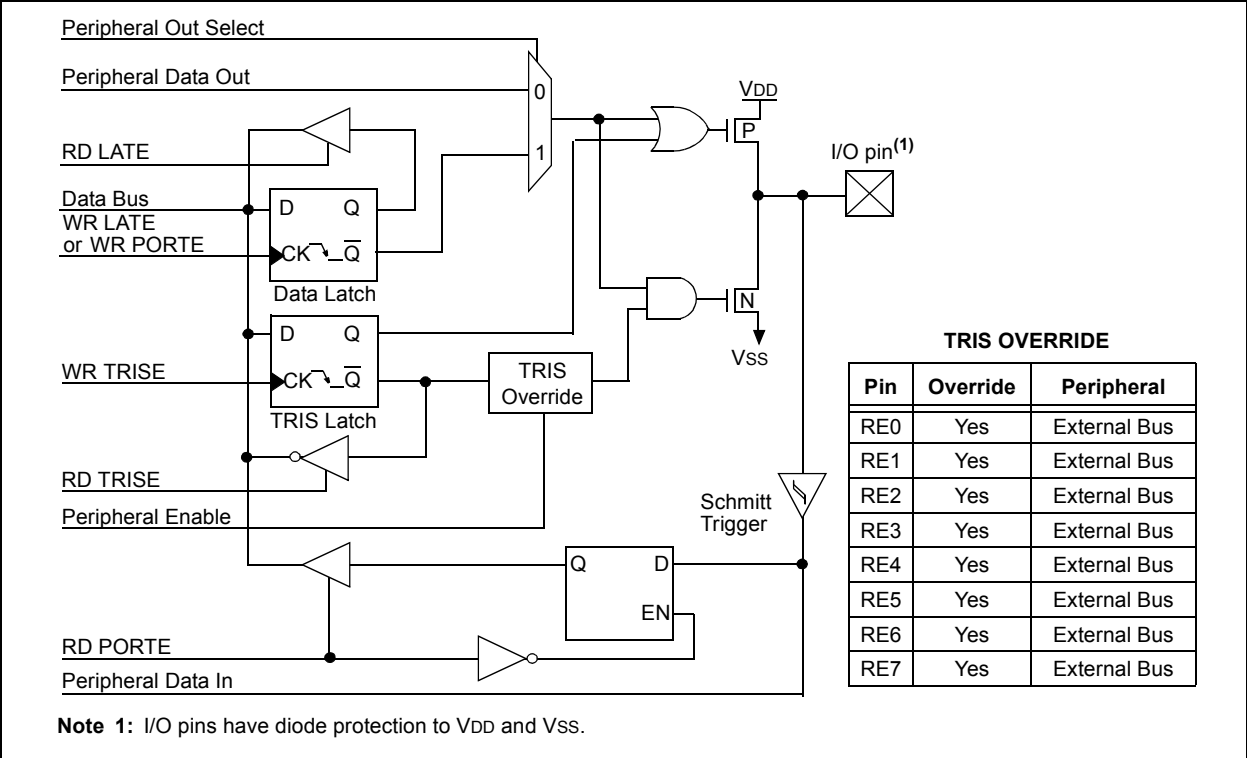 Peripheral Out Select
Peripheral Data Out
0
1
VDD
P
I/O pin(1)
RD LATE
Data Bus
WR LATE
or WR PORTE
D Q
CK Q
Data Latch
N
VSS
D Q
CK Q
TRIS Latch
WR TRISE
TRIS
Override
RD TRISE
Peripheral Enable
Schmitt
Trigger
Q D
EN
RD PORTE
Peripheral Data In
TRIS OVERRIDE
Pin Override Peripheral
RE0 Yes External Bus
RE1 Yes External Bus
RE2 Yes External Bus
RE3 Yes External Bus
RE4 Yes External Bus
RE5 Yes External Bus
RE6 Yes External Bus
RE7 Yes External Bus
Note 1: I/O pins have diode protection to VDD and VSS.